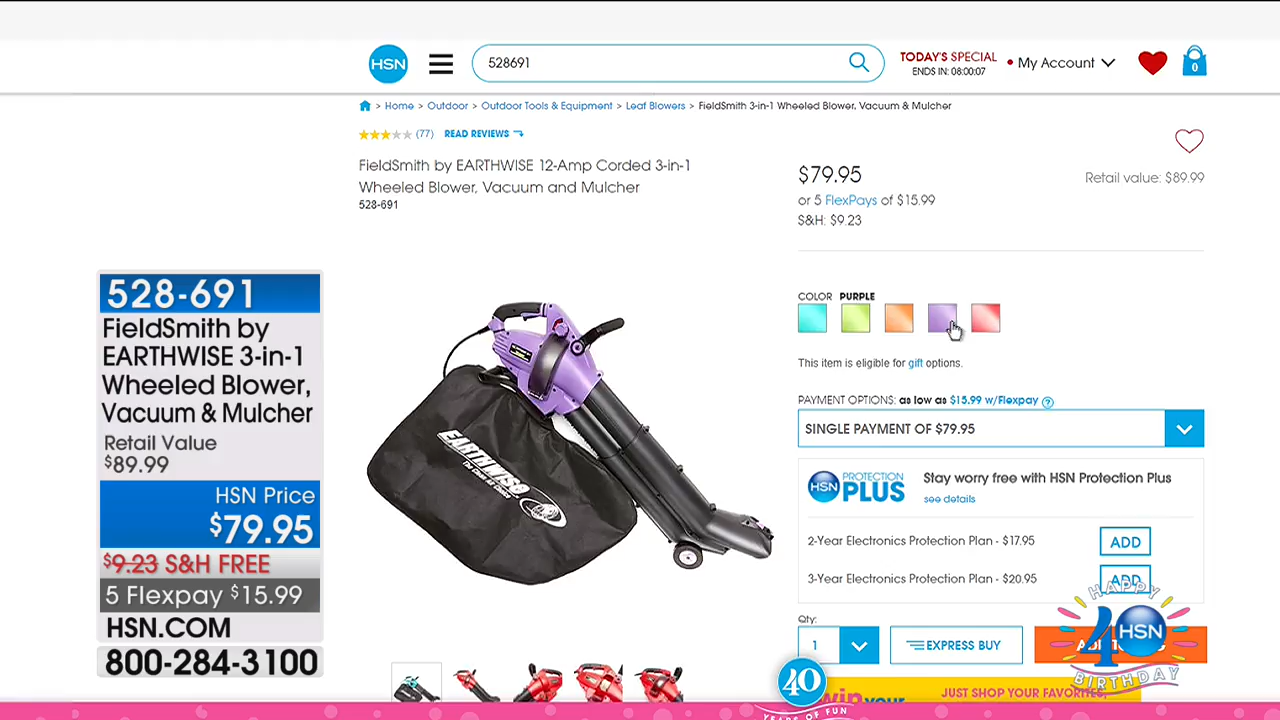 HSN
528691
TODAY'S SPECIAL
ENDS IN: 08:00:07
My Account
0
> Home > Outdoor > Outdoor Tools & Equipment > Leaf Blowers > FieldSmith 3-in-1 Wheeled Blower, Vacuum & Mulcher
(77) READ REVIEWS
FieldSmith by EARTHWISE 12-Amp Corded 3-in-1
Wheeled Blower, Vacuum and Mulcher
528-691
$79.95
Retail value: $89.99
or 5 FlexPays of $15.99
S&H: $9.23
COLOR PURPLE
This item is eligible for gift options.
PAYMENT OPTIONS: as low as $15.99 w/Flexpay ?
SINGLE PAYMENT OF $79.95
HSN PROTECTION
PLUS
Stay worry free with HSN Protection Plus
see details
2-Year Electronics Protection Plan - $17.95
ADD
3-Year Electronics Protection Plan - $20.95
ADD
Qty:
1
EXPRESS BUY
528-691
FieldSmith by
EARTHWISE 3-in-1
Wheeled Blower,
Vacuum & Mulcher
Retail Value
$89.99
HSN Price
$79.95
$9.23 S&H FREE
5 Flexpay $15.99
HSN.COM
800-284-3100
EARTHWISE
HAPPY
40
HSN
BIRTHDAY
40
YEARS OF FUN
win your
JUST SHOP YOUR FAVORITES,